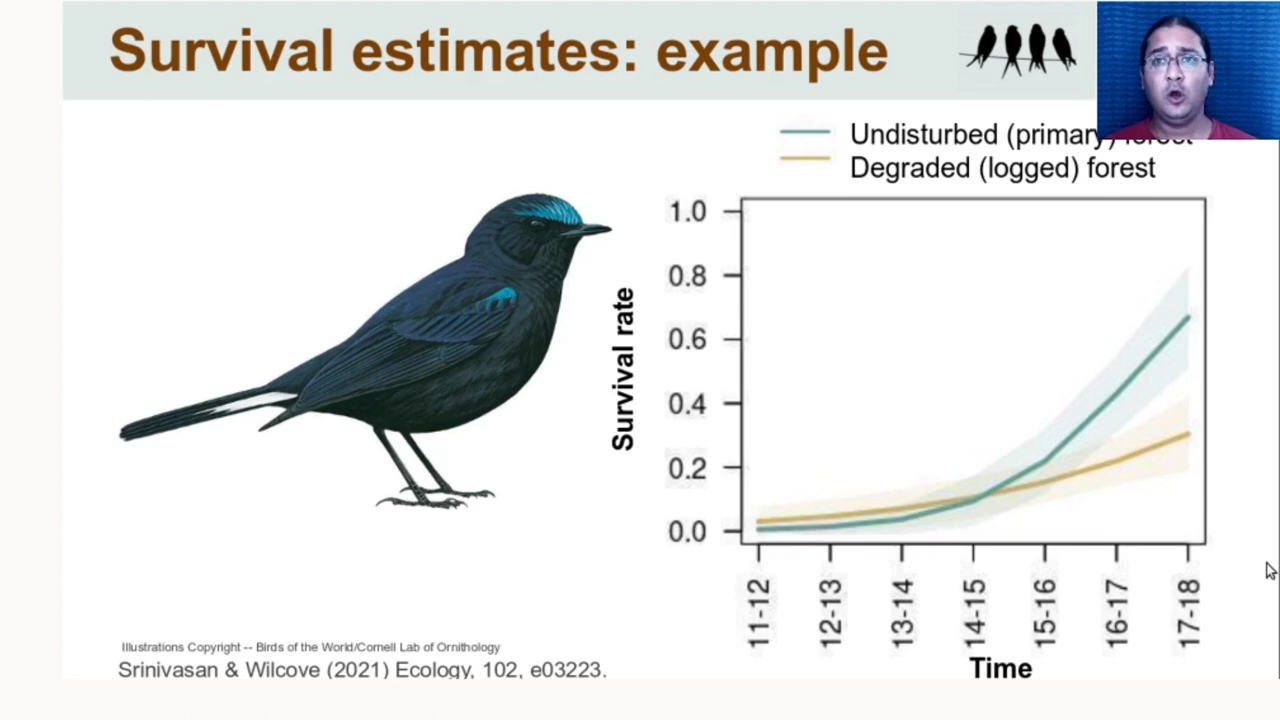 Survival estimates: example
Undisturbed (primary) forest
Degraded (logged) forest
Survival rate
1.0
0.8
0.6
0.4
0.2
0.0
11-12
12-13
13-14
14-15
15-16
16-17
17-18
Time
Illustrations Copyright -- Birds of the World/Cornell Lab of Ornithology
Srinivasan & Wilcove (2021) Ecology, 102, e03223.